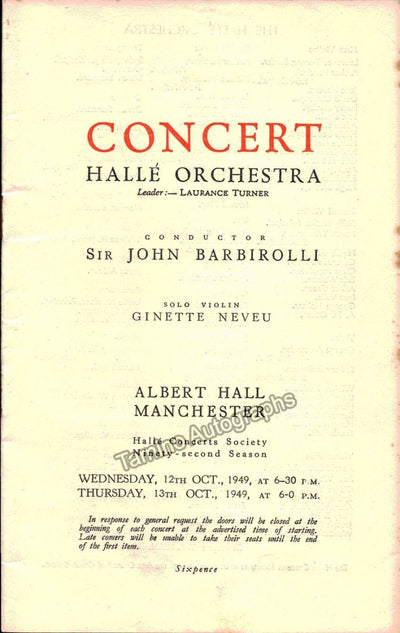 CONCERT
HALLÉ ORCHESTRA
Leader:— LAURANCE TURNER
CONDUCTOR
SIR JOHN BARBIROLLI
SOLO VIOLIN
GINETTE NEVEU
ALBERT HALL
MANCHESTER
Tamino Autographs
Hallé Concerts Society
Ninety-second Season
WEDNESDAY, 12TH OCT., 1949, AT 6-30 P.M.
THURSDAY, 13TH OCT., 1949, AT 6-0 P.M.
In response to general request the doors will be closed at the
beginning of each concert at the advertised time of starting.
Late comers will be unable to take their seats until the end
of the first item.
Sixpence